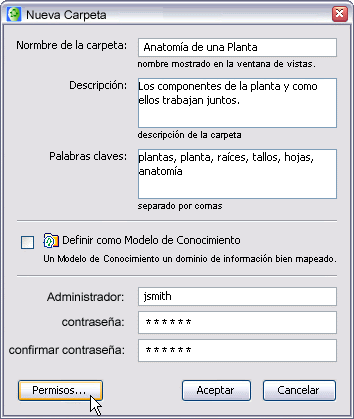 Nueva Carpeta
Normbre de la carpeta: Anatomía de una Planta
nombre mostrado en la ventana de vistas.
Descripción: Los componentes de la planta y como
ellos trabajan juntos.
descripción de la carpeta
Palabras claves: plantas, planta, raíces, tallos, hojas,
anatomía
separado por comas
Definir como Modelo de Conocimiento
Un Modelo de Conocimiento un dominio de información bien mapeado.
Administrador: jsmith
contraseña: ******
confirmar contraseña: ******
Permisos... Aceptar Cancelar